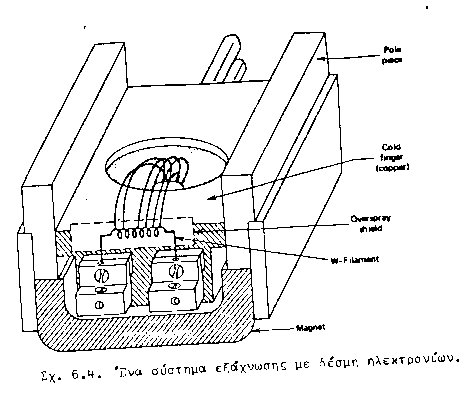 Pole
piece
Cold
finger
(copper)
Overspray
shield
W-Filament
Magnet
Σχ. 6.4. Ένα σύστημα εξάχνωσης με δέσμη ηλεκτρονίων.